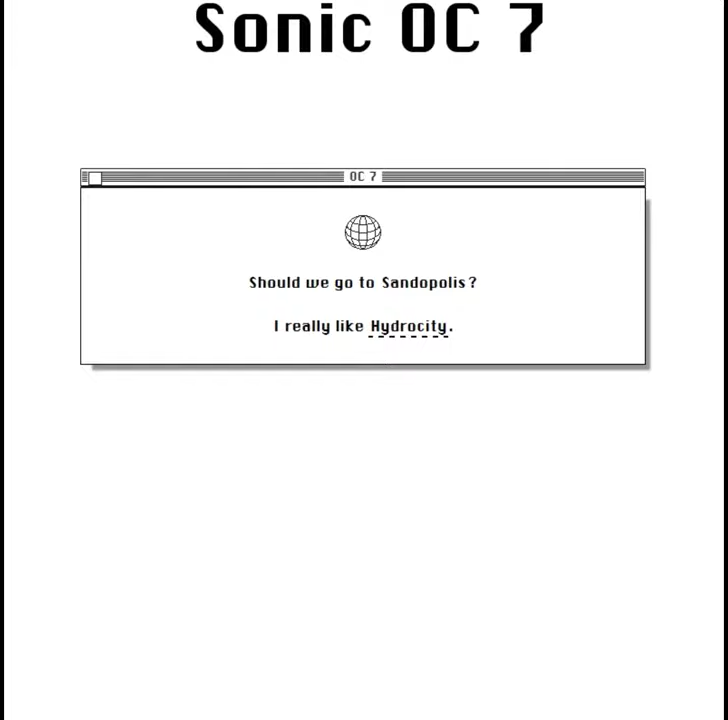 Sonic OC 7
OC 7
Should we go to Sandopolis?
I really like Hydrocity.